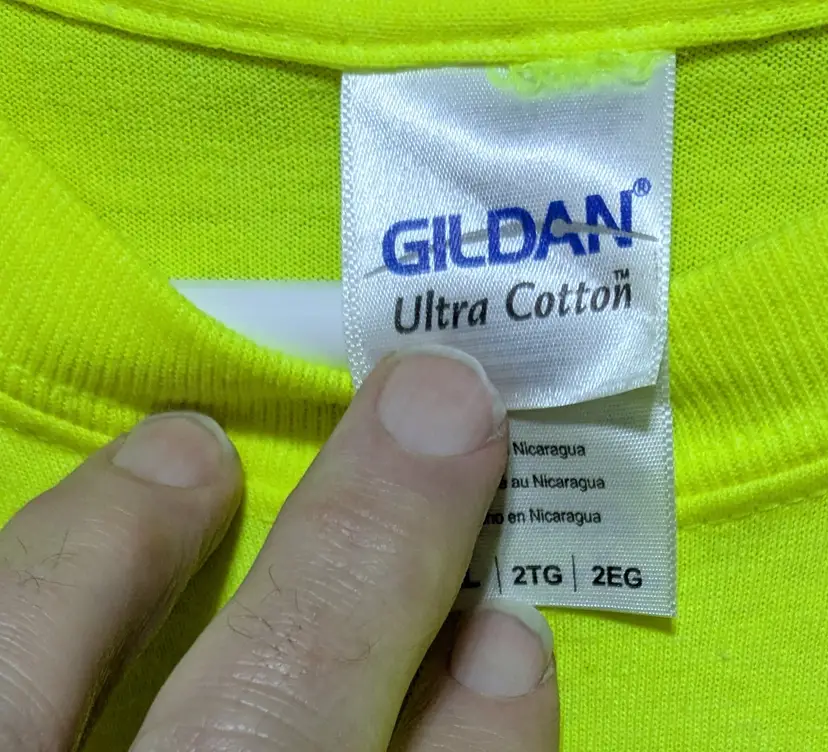 GILDAN®
Ultra Cotton™
Nicaragua
au Nicaragua
en Nicaragua
| 2TG | 2EG